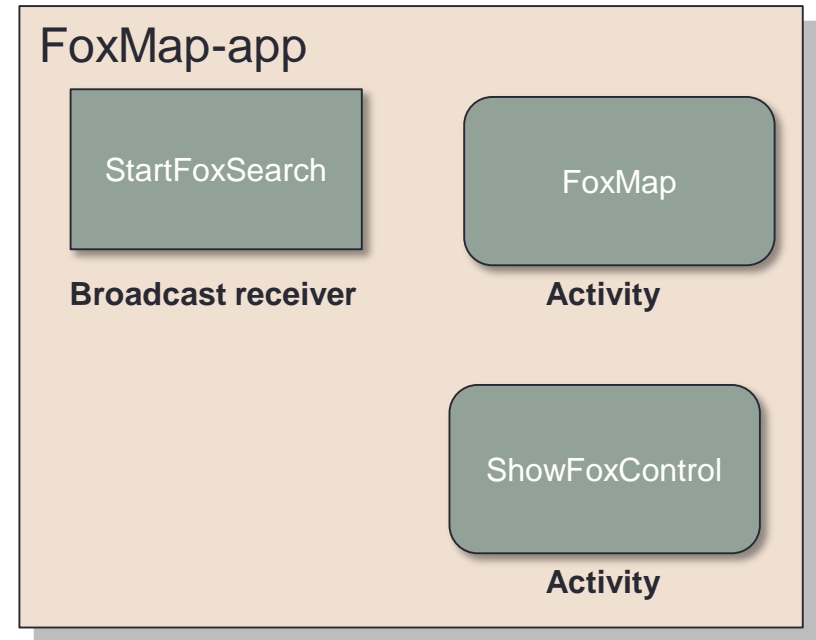 FoxMap-app
StartFoxSearch
FoxMap
Broadcast receiver
Activity
ShowFoxControl
Activity